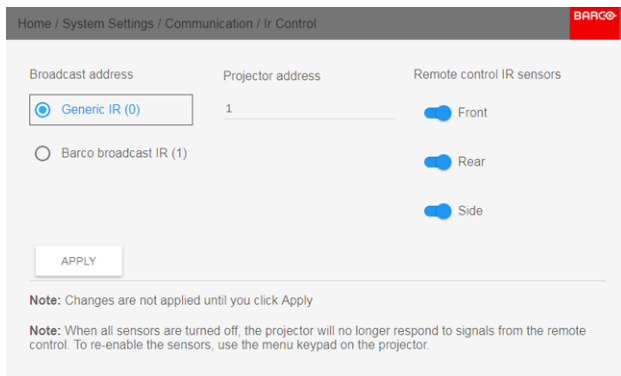 Home / System Settings / Communication / Ir Control
BARCO
Broadcast address
Projector address
Remote control IR sensors
Generic IR (0)
1
Front
Barco broadcast IR (1)
Rear
Side
APPLY
Note: Changes are not applied until you click Apply
Note: When all sensors are turned off, the projector will no longer respond to signals from the remote
control. To re-enable the sensors, use the menu keypad on the projector.